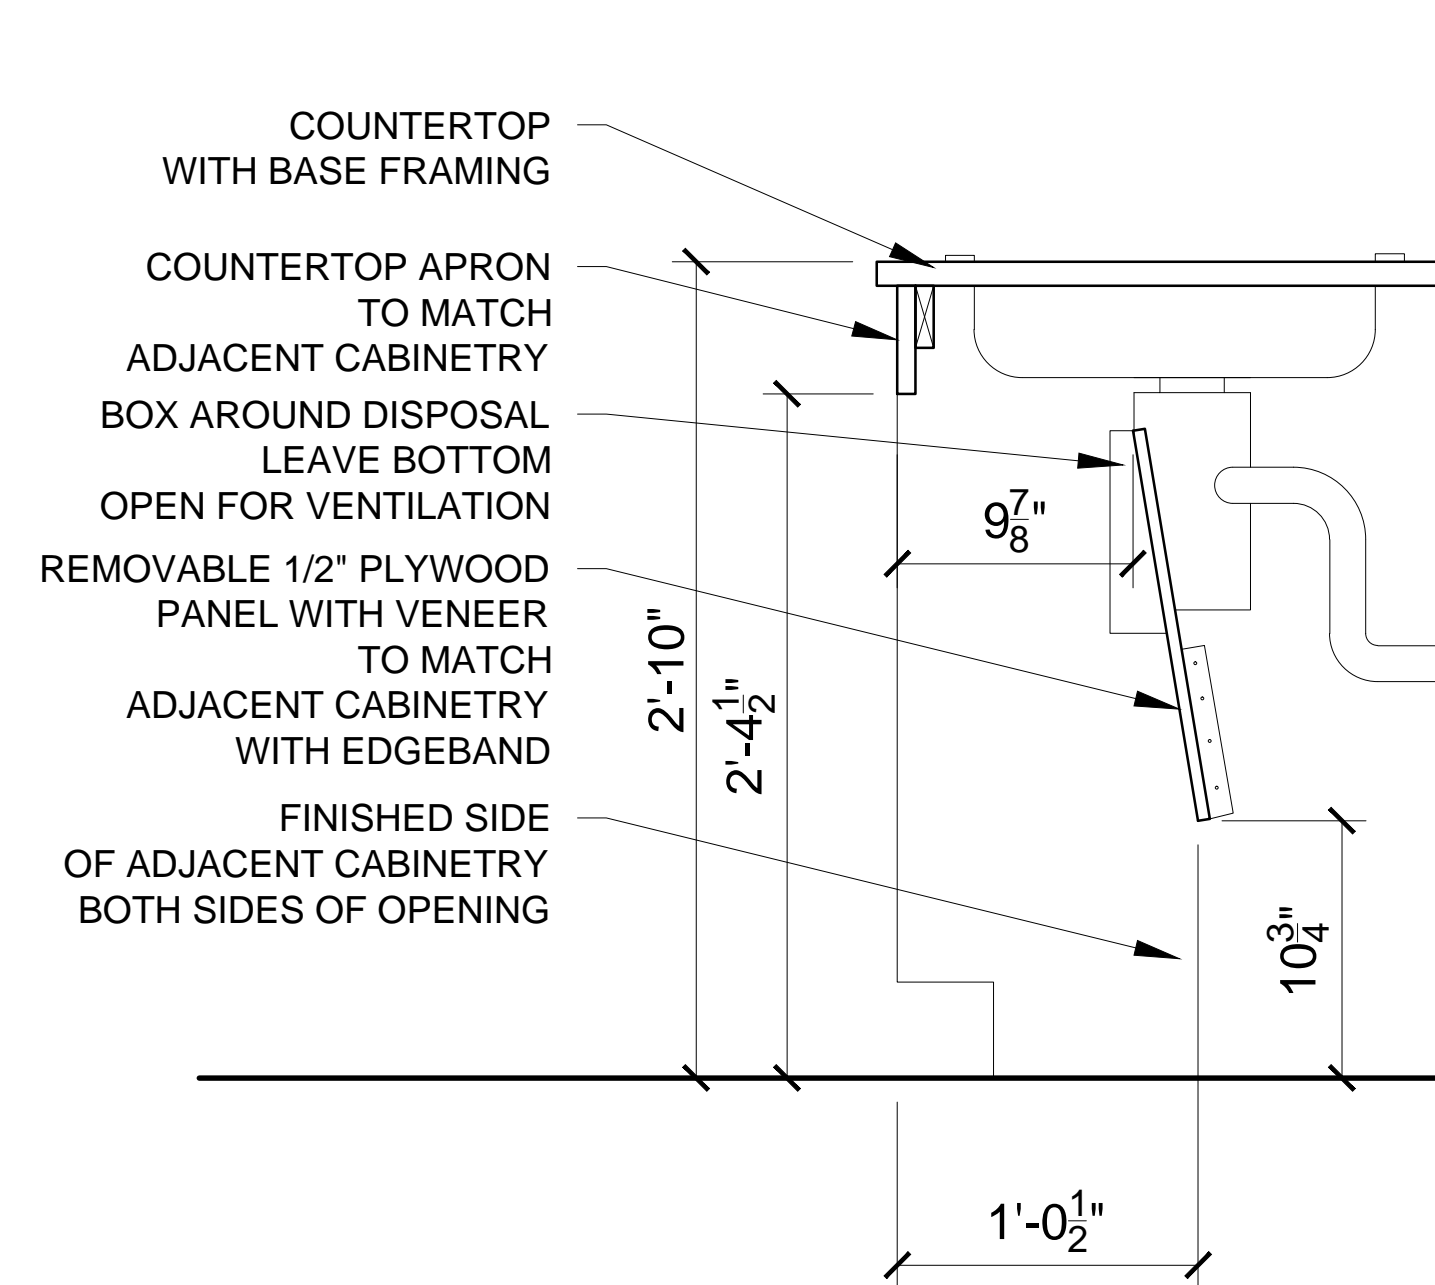 COUNTERTOP
WITH BASE FRAMING
COUNTERTOP APRON
TO MATCH
ADJACENT CABINETRY
BOX AROUND DISPOSAL
LEAVE BOTTOM
OPEN FOR VENTILATION
REMOVABLE 1/2" PLYWOOD
PANEL WITH VENEER
TO MATCH
ADJACENT CABINETRY
WITH EDGEBAND
FINISHED SIDE
OF ADJACENT CABINETRY
BOTH SIDES OF OPENING
2'-10"
2'-4 1/2"
9 7/8"
10 3/4"
1'-0 1/2"